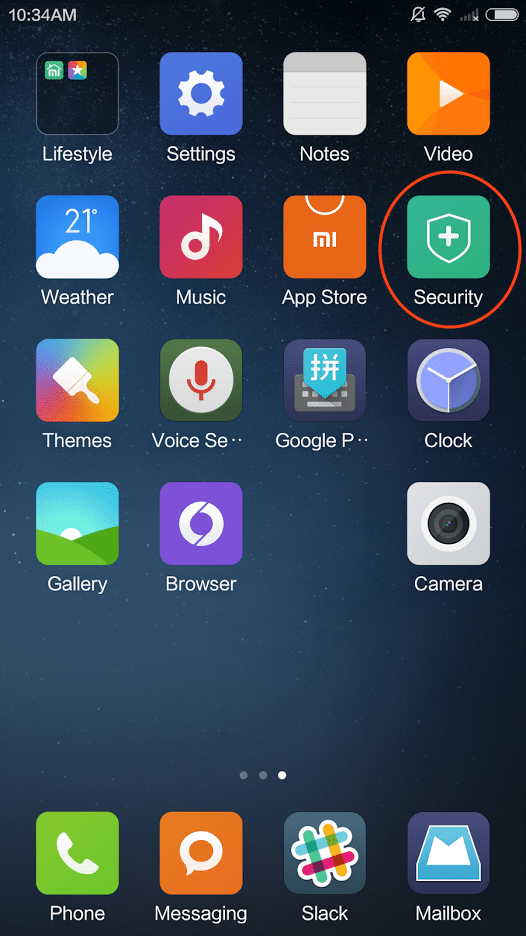 10:34AM
Lifestyle
Settings
Notes
Video
21°
mi
Weather
Music
App Store
Security
拼
Themes
Voice Se··
Google P··
Clock
Gallery
Browser
Camera
Phone
Messaging
Slack
Mailbox